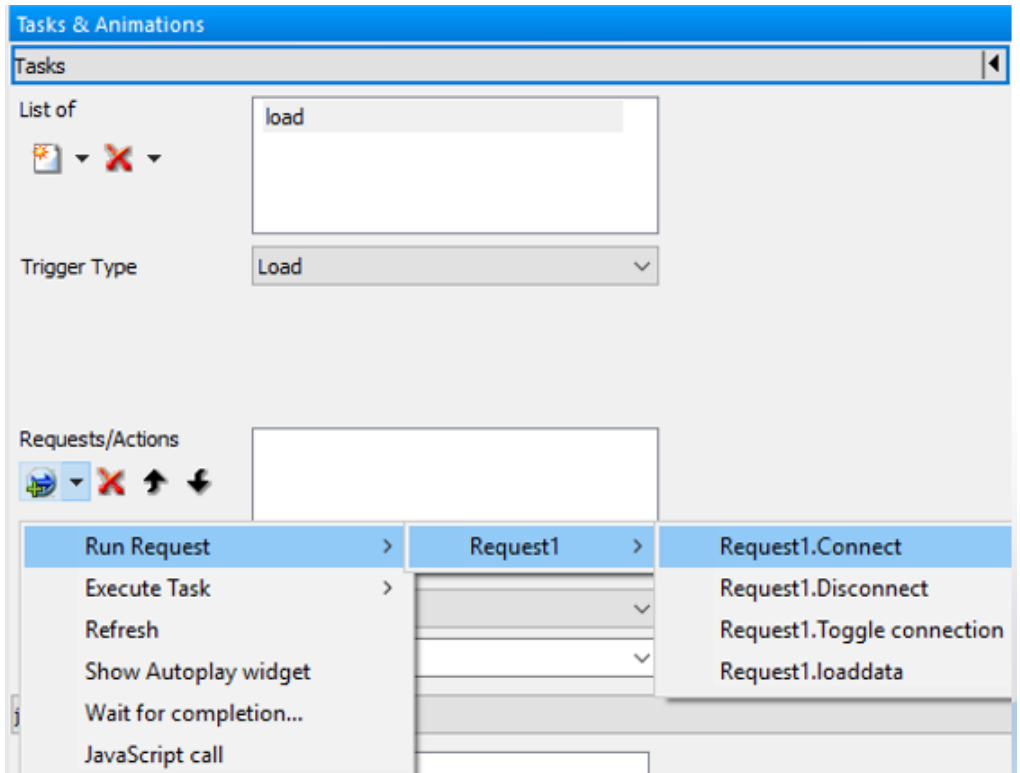 Tasks & Animations
Tasks
List of
load
Trigger Type
Load
Requests/Actions
Run Request
Request1
Request1.Connect
Execute Task
Request1.Disconnect
Refresh
Request1.Toggle connection
Show Autoplay widget
Request1.loaddata
Wait for completion...
JavaScript call